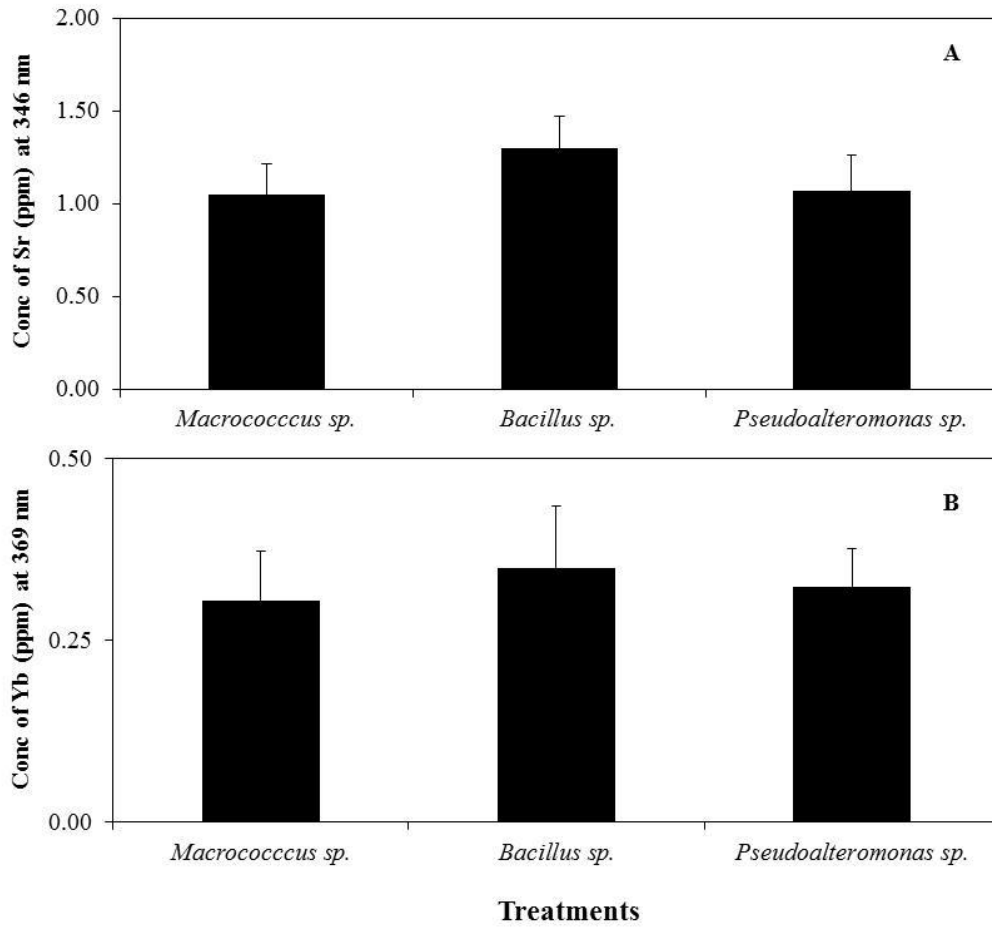 2.00
A
1.50
1.00
0.50
0.00
Conc of Sr (ppm) at 346 nm
Macrococccus sp.
Bacillus sp.
Pseudoalteromonas sp.
0.50
B
0.25
0.00
Conc of Yb (ppm) at 369 nm
Macrococccus sp.
Bacillus sp.
Pseudoalteromonas sp.
Treatments